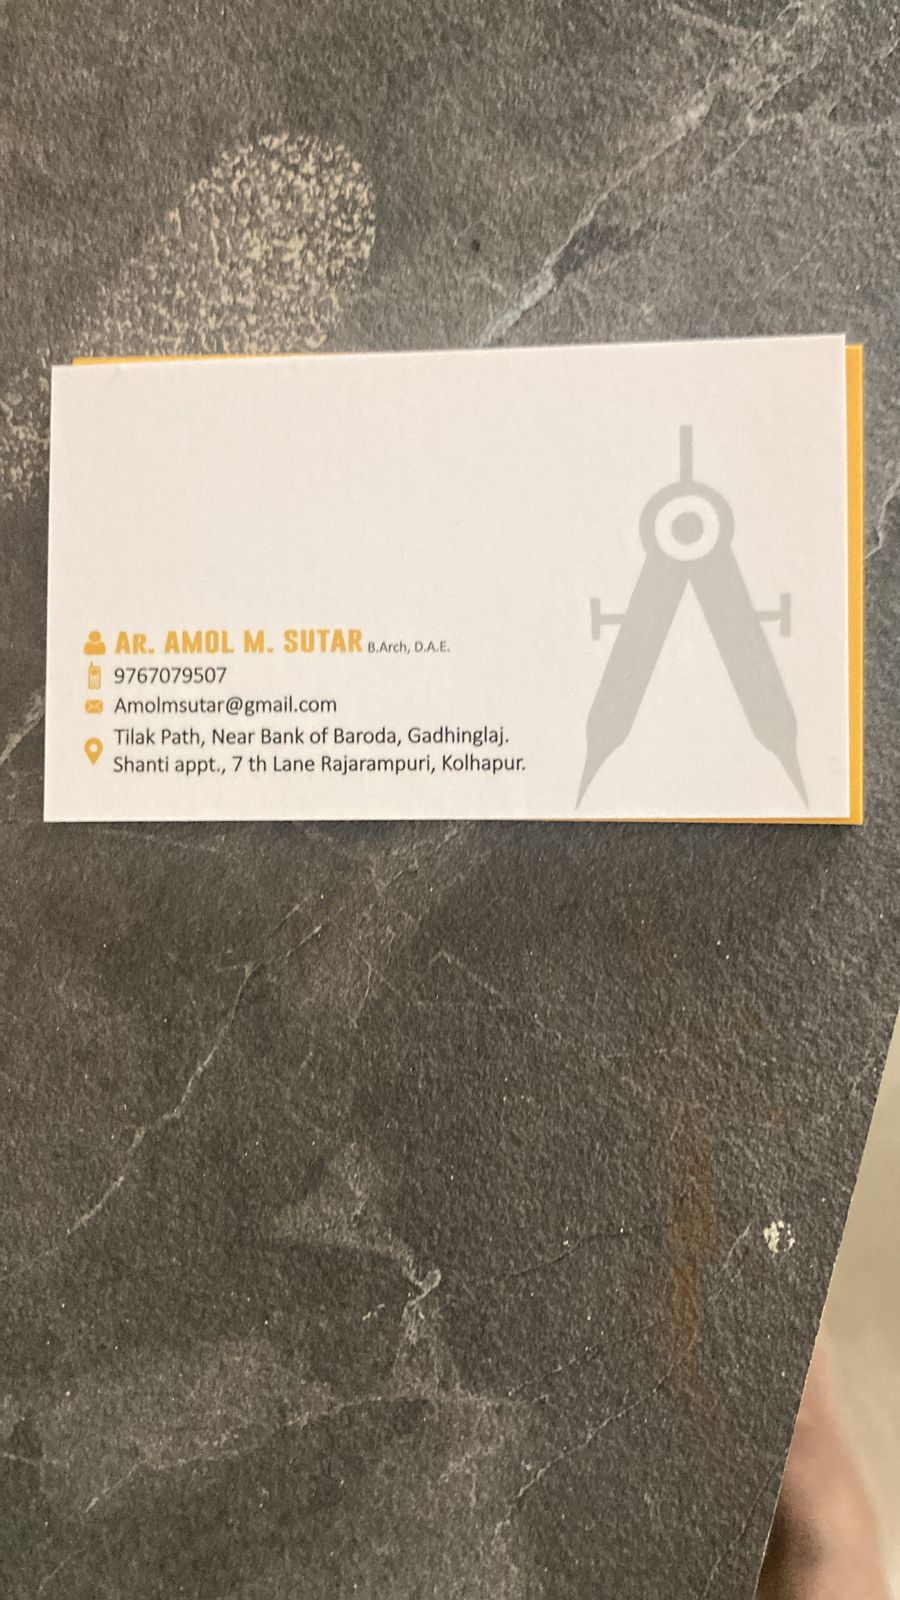 AR. AMOL M. SUTAR B.Arch, D.A.E.
9767079507
Amolmsutar@gmail.com
Tilak Path, Near Bank of Baroda, Gadhinglaj.
Shanti appt., 7 th Lane Rajarampuri, Kolhapur.